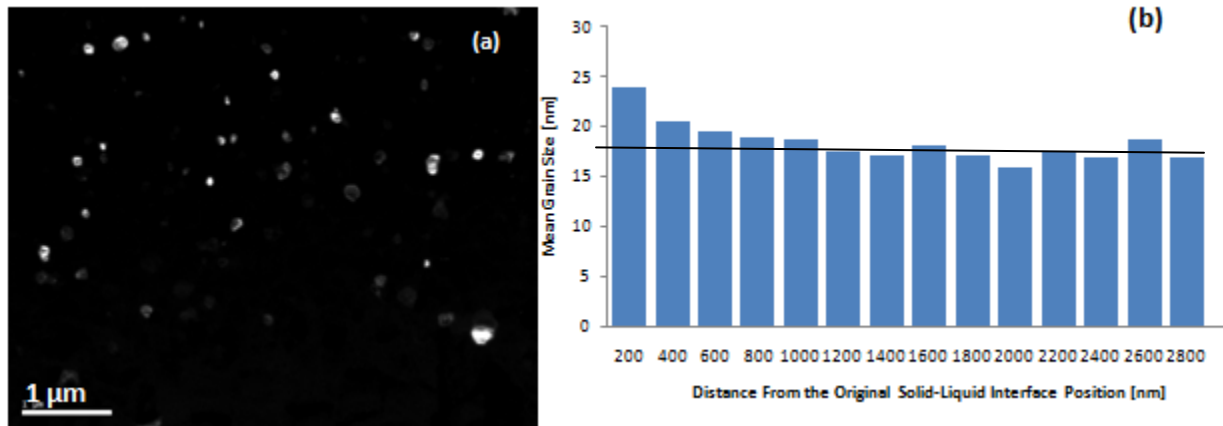 (a)
1 µm
(b)
Mean Grain Size [nm]
30
25
20
15
10
5
0
200 400 600 800 1000 1200 1400 1600 1800 2000 2200 2400 2600 2800
Distance From the Original Solid-Liquid Interface Position [nm]